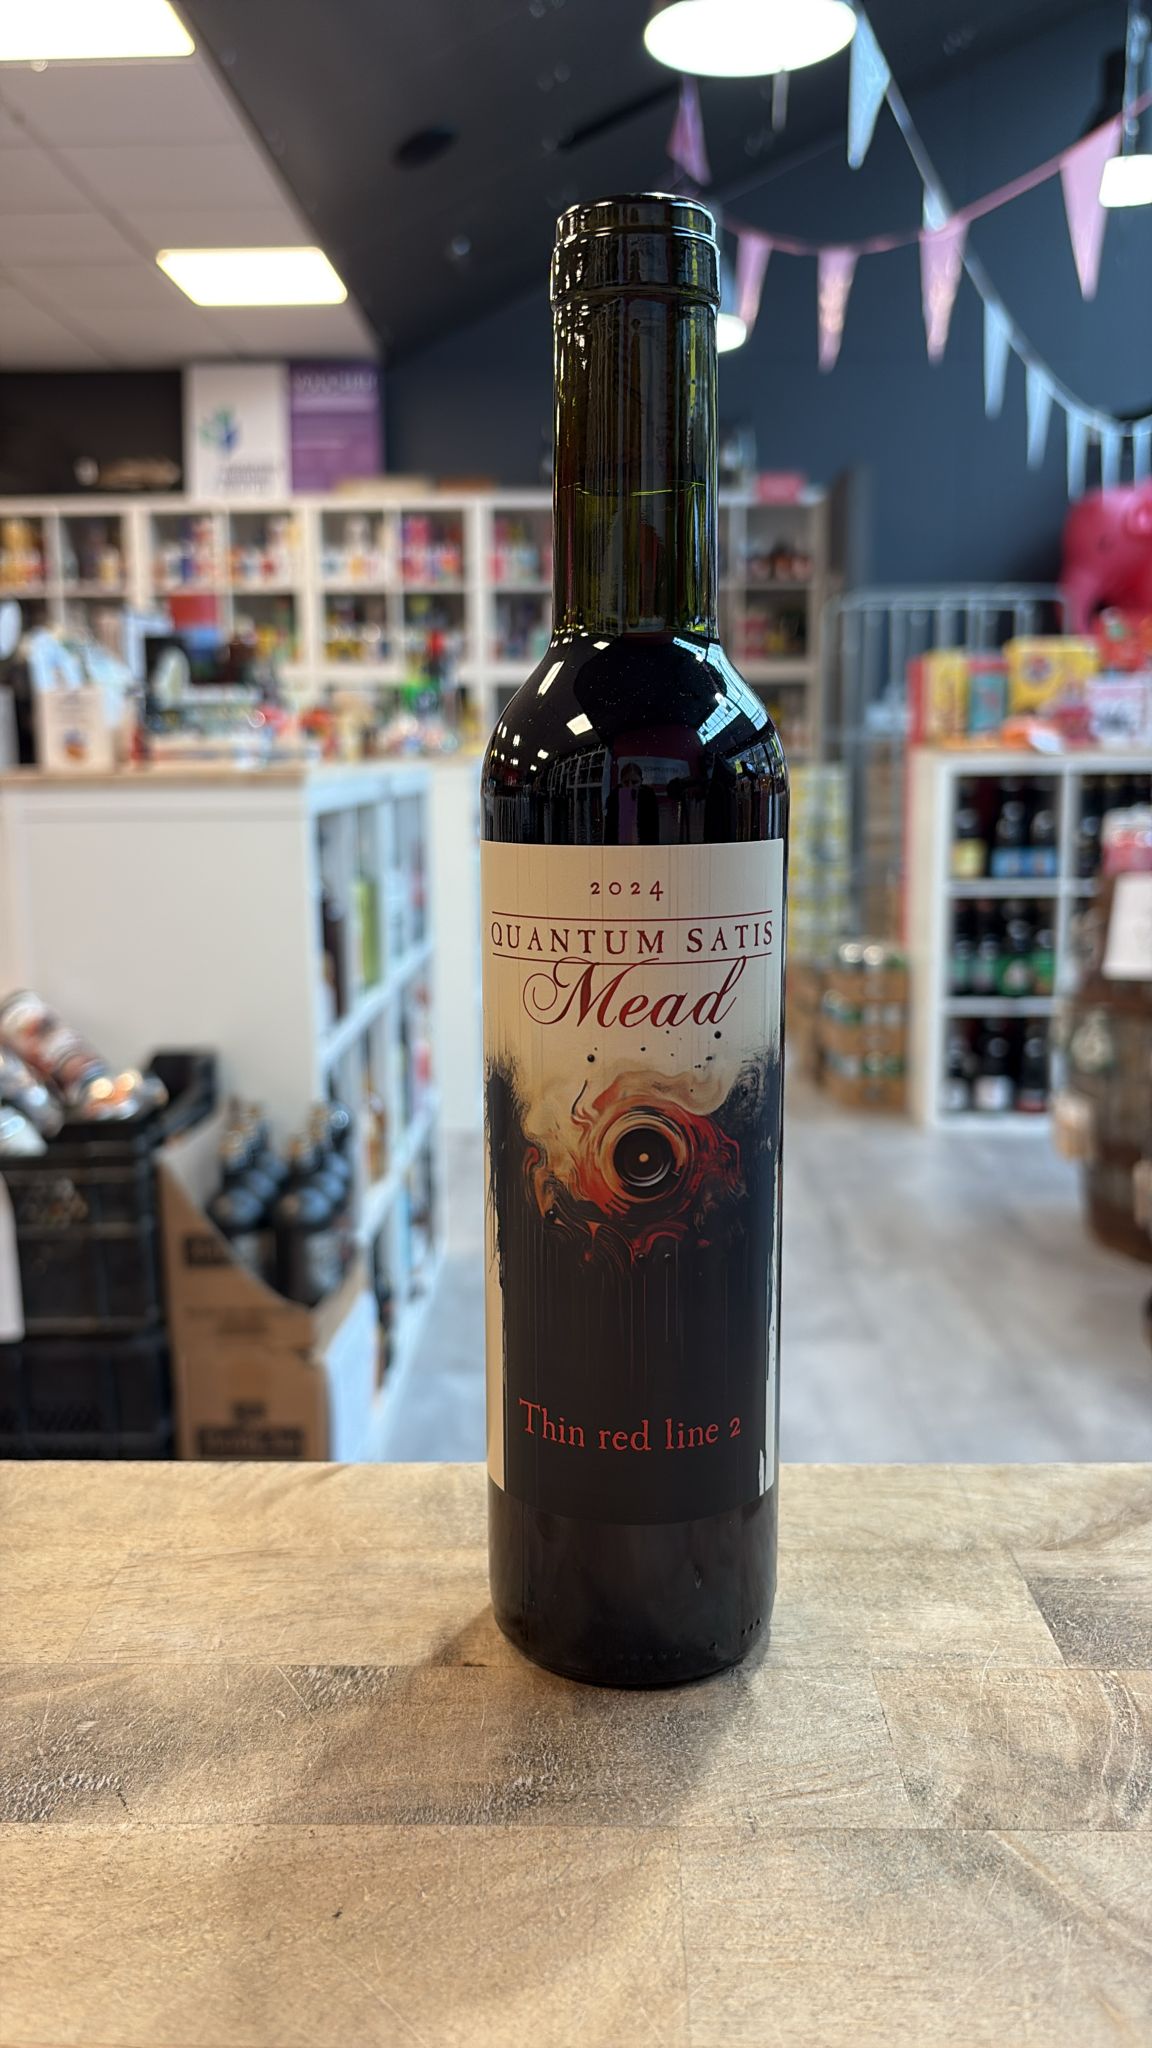 2024
QUANTUM SATIS
Mead
Thin red line 2